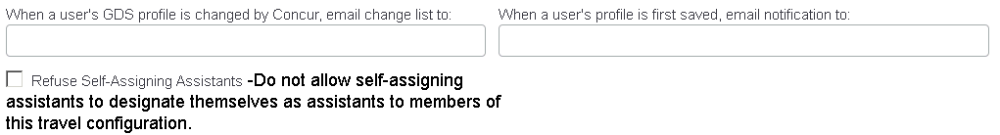 When a user's GDS profile is changed by Concur, email change list to:
When a user's profile is first saved, email notification to:
Refuse Self-Assigning Assistants -Do not allow self-assigning
assistants to designate themselves as assistants to members of
this travel configuration.